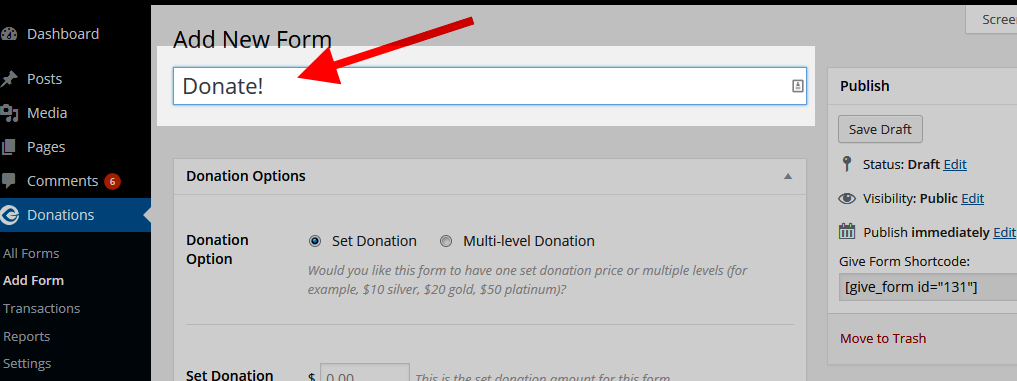 Dashboard
Posts
Media
Pages
Comments 6
Donations
All Forms
Add Form
Transactions
Reports
Settings
Add New Form
Donate!
Donation Options
Donation
Option
Set Donation
Multi-level Donation
Would you like this form to have one set donation price or multiple levels (for
example, $10 silver, $20 gold, $50 platinum)?
Set Donation
$ 0.00
This is the set donation amount for this form
Publish
Save Draft
Status: Draft Edit
Visibility: Public Edit
Publish immediately Edit
Give Form Shortcode:
[give_form id="131"]
Move to Trash